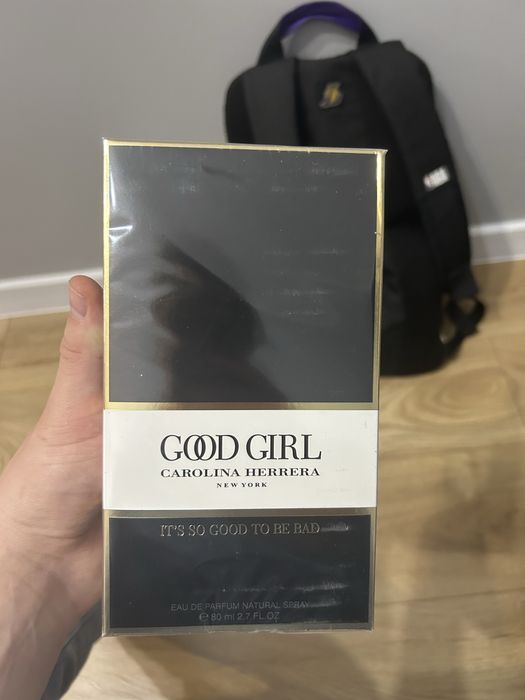 GOOD GIRL
CAROLINA HERRERA
NEW YORK
IT'S SO GOOD TO BE BAD
EAU DE PARFUM NATURAL SPRAY
℮ 80 ml 2.7 FL.OZ